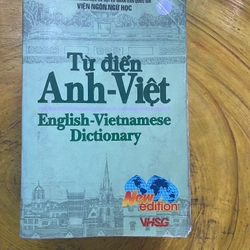 VIỆN NGÔN NGỮ HỌC
Từ điển
Anh-Việt
English-Vietnamese
Dictionary
New
edition
VHSG